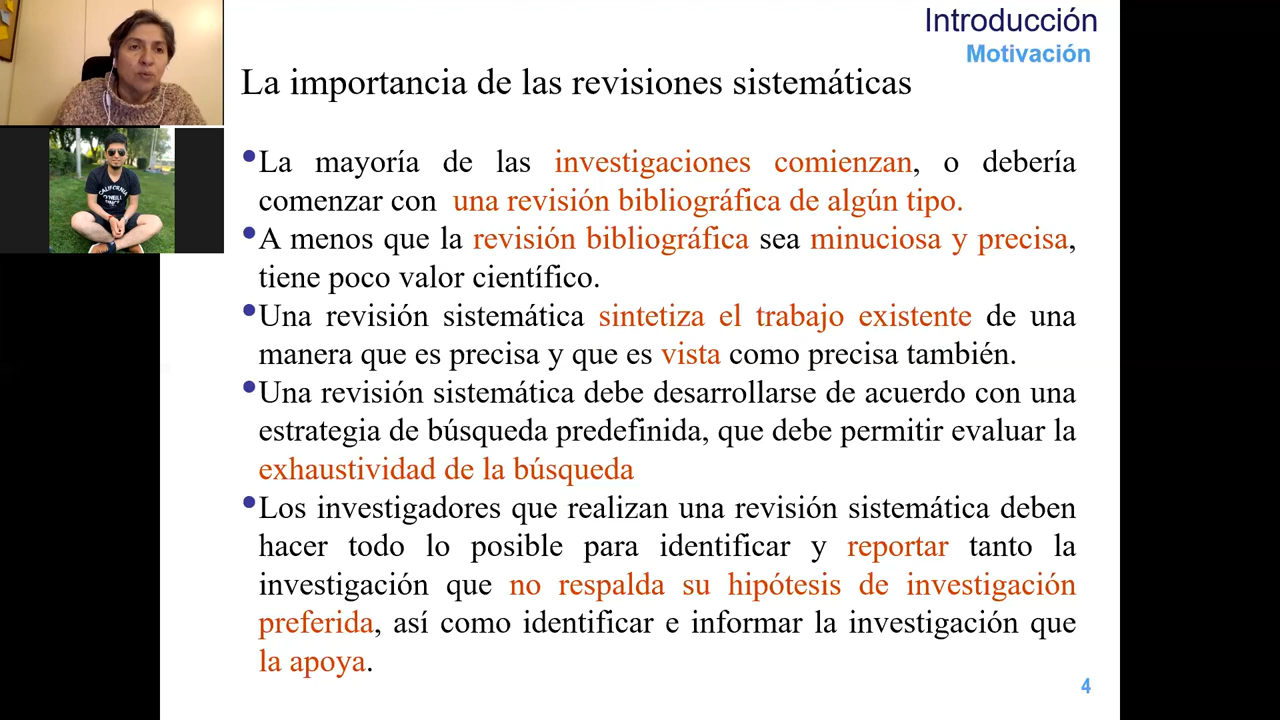 Introducción
Motivación
La importancia de las revisiones sistemáticas
•La mayoría de las investigaciones comienzan, o debería
comenzar con una revisión bibliográfica de algún tipo.
•A menos que la revisión bibliográfica sea minuciosa y precisa,
tiene poco valor científico.
•Una revisión sistemática sintetiza el trabajo existente de una
manera que es precisa y que es vista como precisa también.
•Una revisión sistemática debe desarrollarse de acuerdo con una
estrategia de búsqueda predefinida, que debe permitir evaluar la
exhaustividad de la búsqueda
•Los investigadores que realizan una revisión sistemática deben
hacer todo lo posible para identificar y reportar tanto la
investigación que no respalda su hipótesis de investigación
preferida, así como identificar e informar la investigación que
la apoya.
4
CALIFORNIA
O'NEILL